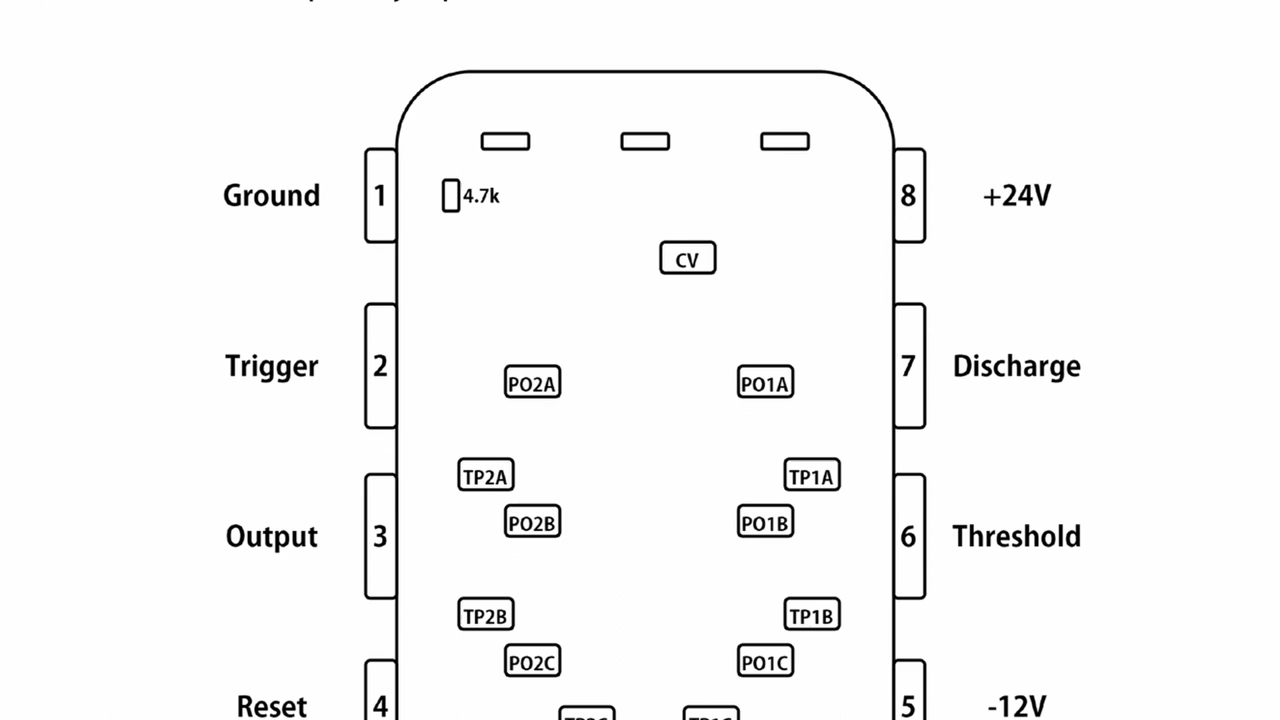 Ground 1 4.7k 8 +24V
CV
Trigger 2 PO2A PO1A 7 Discharge
TP2A TP1A
Output 3 PO2B PO1B 6 Threshold
TP2B TP1B
PO2C PO1C
Reset 4 5 -12V